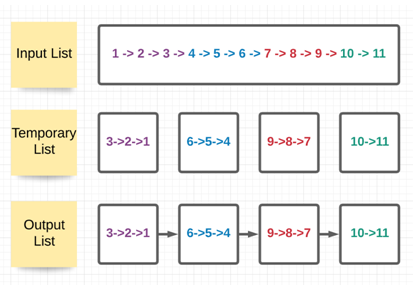 Input List
1 -> 2 -> 3 -> 4 -> 5 -> 6 -> 7 -> 8 -> 9 -> 10 -> 11
Temporary
List
3->2->1
6->5->4
9->8->7
10->11
Output
List
3->2->1
6->5->4
9->8->7
10->11